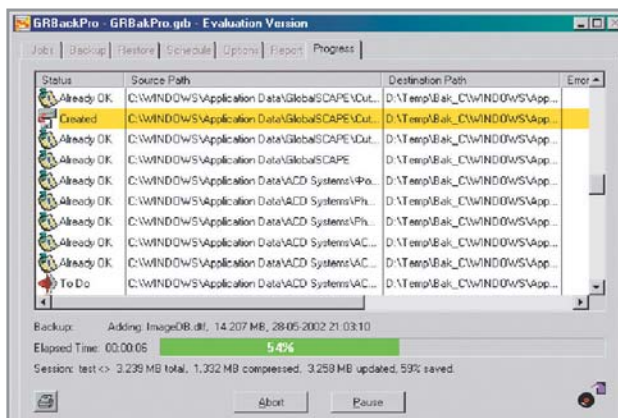 GRBackPro - GRBakPro.grb - Evaluation Version
Jobs Backup Restore Schedule Options Report Progress
Status Source Path Destination Path Error
Already OK C:\WINDOWS\Application Data\GlobalSCAPE\Cut... D:\Temp\Bak_C\WINDOWS\App...
Created C:\WINDOWS\Application Data\GlobalSCAPE\Cut... D:\Temp\Bak_C\WINDOWS\App...
Already OK C:\WINDOWS\Application Data\GlobalSCAPE\Cut... D:\Temp\Bak_C\WINDOWS\App...
Already OK C:\WINDOWS\Application Data\GlobalSCAPE D:\Temp\Bak_C\WINDOWS\App...
Already OK C:\WINDOWS\Application Data\ACD Systems\Фо... D:\Temp\Bak_C\WINDOWS\App...
Already OK C:\WINDOWS\Application Data\ACD Systems\Ph... D:\Temp\Bak_C\WINDOWS\App...
Already OK C:\WINDOWS\Application Data\ACD Systems\Ph... D:\Temp\Bak_C\WINDOWS\App...
Already OK C:\WINDOWS\Application Data\ACD Systems\AC... D:\Temp\Bak_C\WINDOWS\App...
Already OK C:\WINDOWS\Application Data\ACD Systems\AC... D:\Temp\Bak_C\WINDOWS\App...
To Do C:\WINDOWS\Application Data\ACD Systems\AC... D:\Temp\Bak_C\WINDOWS\App...
Backup: Adding: ImageDB.dtf, 14.207 MB, 28-05-2002 21:03:10
Elapsed Time: 00:00:06 54%
Session: test <> 3.239 MB total, 1.332 MB compressed, 3.258 MB updated, 59% saved.
Abort Pause